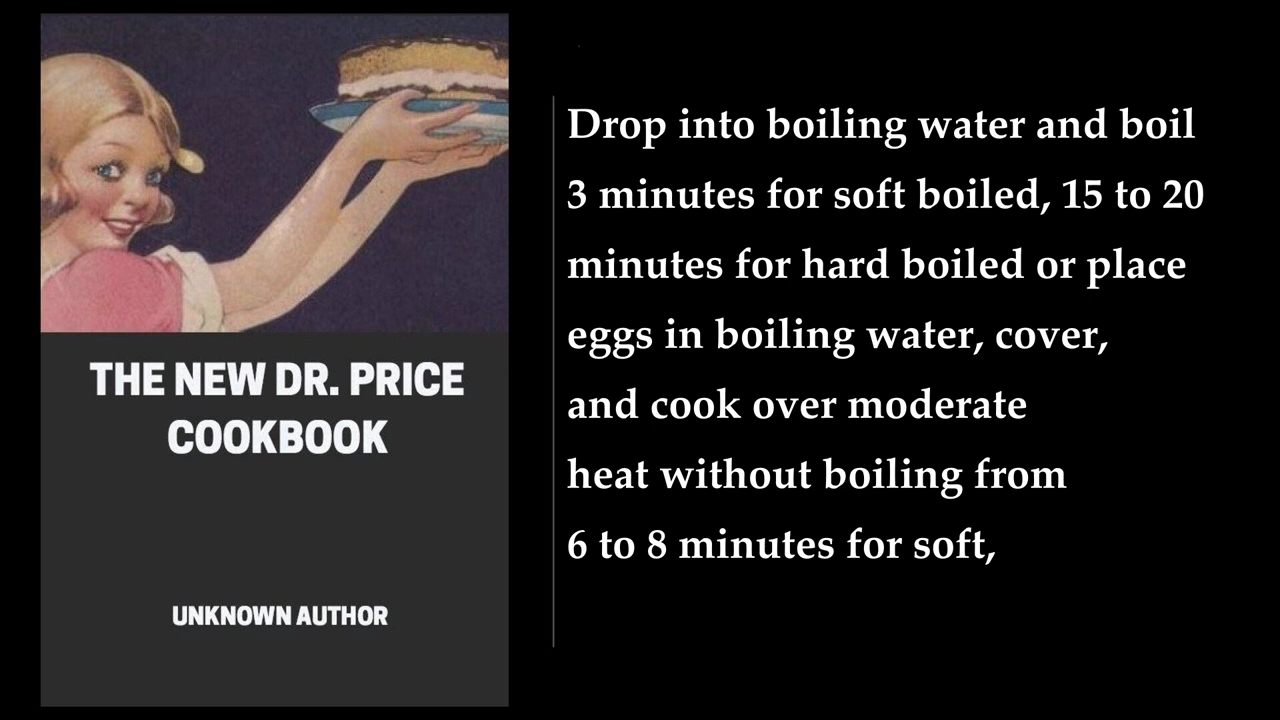 THE NEW DR. PRICE
COOKBOOK
UNKNOWN AUTHOR
Drop into boiling water and boil
3 minutes for soft boiled, 15 to 20
minutes for hard boiled or place
eggs in boiling water, cover,
and cook over moderate
heat without boiling from
6 to 8 minutes for soft,